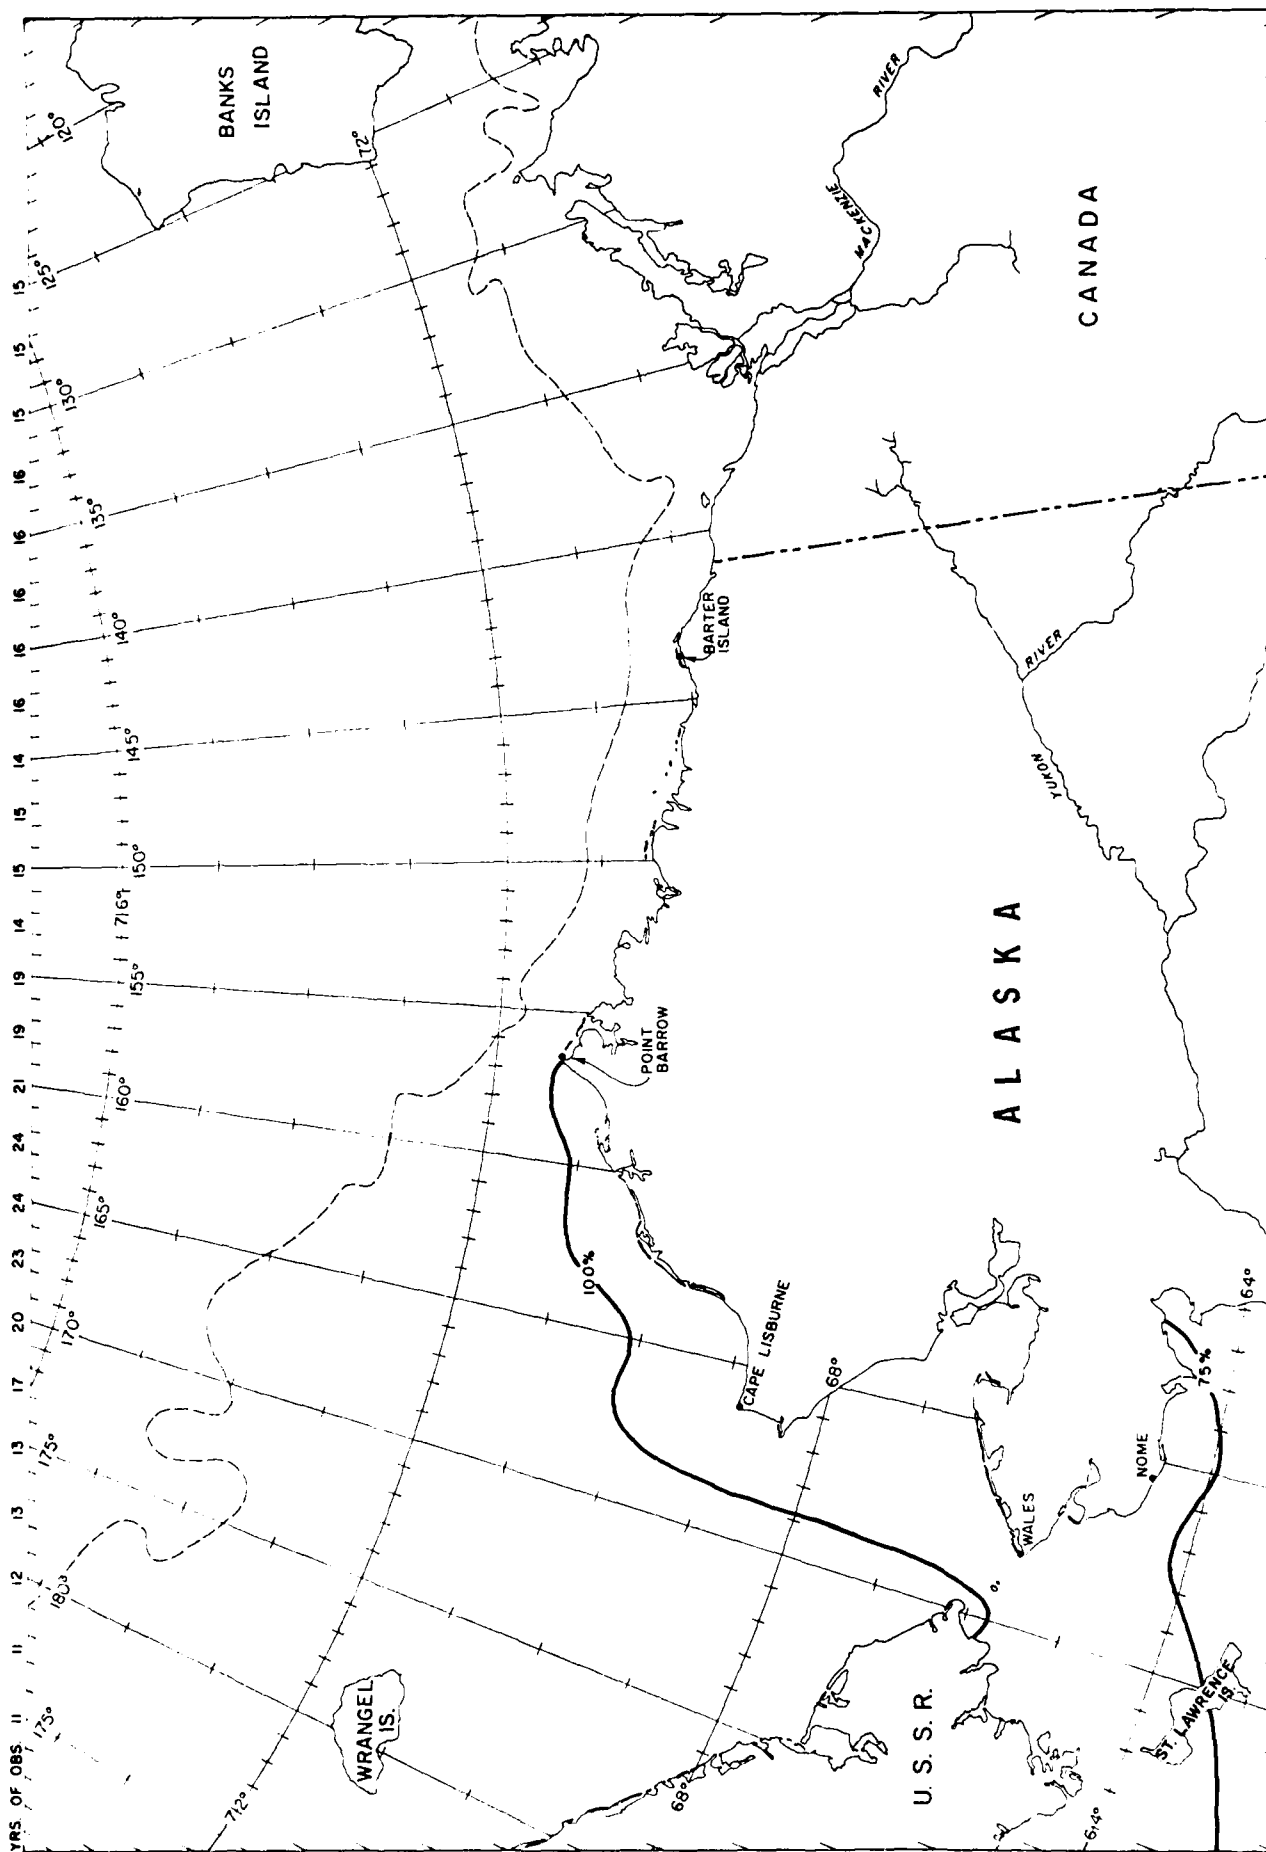 YRS. OF OBS. 11 11 12 13 13 17 20 23 24 24 21 19 19 14 15 15 14 16 16 16 16 16 15 15 15
175°
180°
175°
170°
165°
160°
155°
150°
145°
140°
135°
130°
125°
120°
76°
72°
72°
68°
68°
64°
64°
BANKS
ISLAND
WRANGEL
IS.
U. S. S. R.
ST. LAWRENCE
IS.
100%
75%
POINT
BARROW
CAPE LISBURNE
WALES
NOME
BARTER
ISLAND
ALASKA
YUKON
RIVER
MACKENZIE
RIVER
CANADA